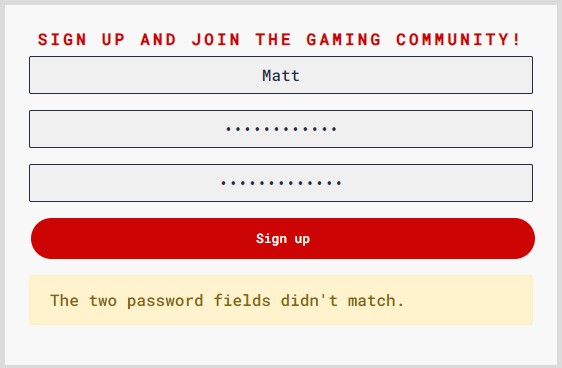 SIGN UP AND JOIN THE GAMING COMMUNITY!
Matt
••••••••••••
•••••••••••••
Sign up
The two password fields didn't match.